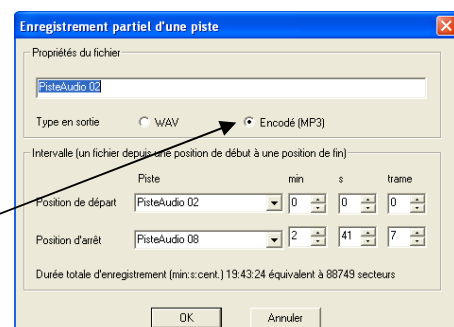 Enregistrement partiel d'une piste
Propriétés du fichier
PisteAudio 02
Type en sortie WAV Encodé (MP3)
Intervalle (un fichier depuis une position de début à une position de fin)
Piste min s trame
Position de départ PisteAudio 02 0 0 0
Position d'arrêt PisteAudio 08 2 41 7
Durée totale d'enregistrement (min:s:cent.) 19:43:24 équivalent à 88749 secteurs
OK Annuler